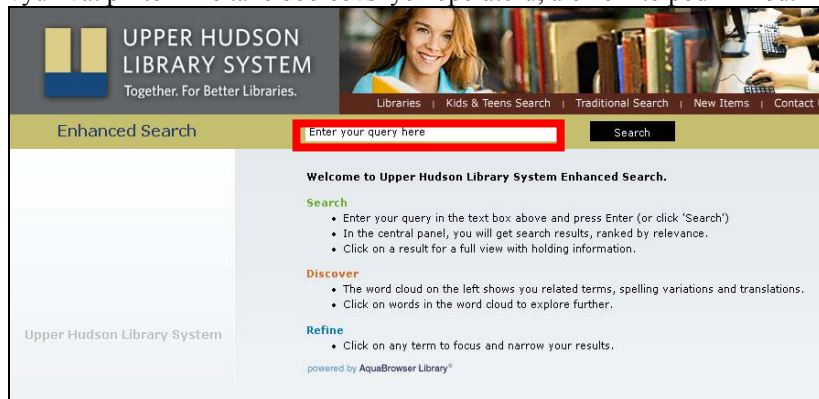 UPPER HUDSON
LIBRARY SYSTEM
Together. For Better Libraries.
Libraries | Kids & Teens Search | Traditional Search | New Items | Contact
Enhanced Search
Enter your query here
Search
Welcome to Upper Hudson Library System Enhanced Search.
Search
• Enter your query in the text box above and press Enter (or click 'Search')
• In the central panel, you will get search results, ranked by relevance.
• Click on a result for a full view with holding information.
Discover
• The word cloud on the left shows you related terms, spelling variations and translations.
• Click on words in the word cloud to explore further.
Upper Hudson Library System
Refine
• Click on any term to focus and narrow your results.
powered by AquaBrowser Library©